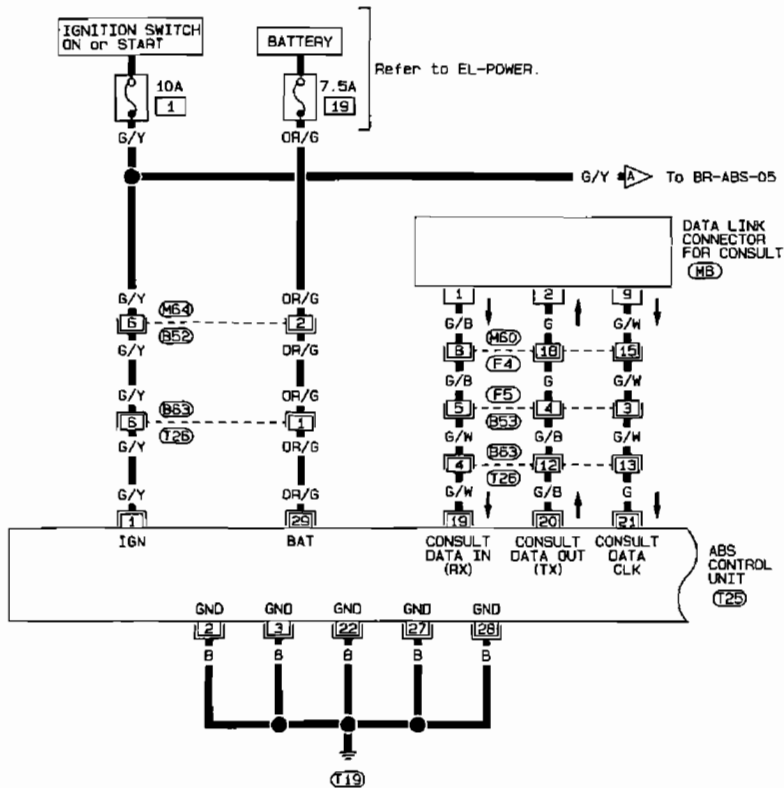 IGNITION SWITCH
ON or START
BATTERY
Refer to EL-POWER.
10A
1
7.5A
19
G/Y
OR/G
G/Y
A
To BR-ABS-05
DATA LINK
CONNECTOR
FOR CONSULT
M8
1
2
9
G/Y
OR/G
G/B
G
G/W
6
M64
2
B52
8
M60
18
15
F4
G/Y
OR/G
G/B
G
G/W
G/Y
OR/G
5
F5
4
3
B53
6
B63
1
T26
G/W
G/B
G/W
4
B63
12
13
T26
G/Y
OR/G
G/W
G/B
G
G/Y
OR/G
1
29
19
20
21
IGN
BAT
CONSULT
DATA IN
(RX)
CONSULT
DATA OUT
(TX)
CONSULT
DATA
CLK
ABS
CONTROL
UNIT
T25
GND
GND
GND
GND
GND
2
3
22
27
28
B
B
B
B
B
T19